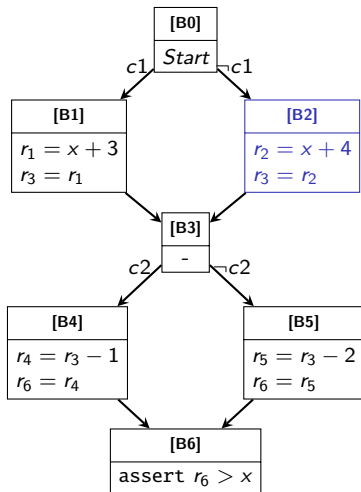 [B0]
Start
c1
¬c1
[B1]
r₁ = x + 3
r₃ = r₁
[B2]
r₂ = x + 4
r₃ = r₂
[B3]
-
c2
¬c2
[B4]
r₄ = r₃ − 1
r₆ = r₄
[B5]
r₅ = r₃ − 2
r₆ = r₅
[B6]
assert r₆ > x